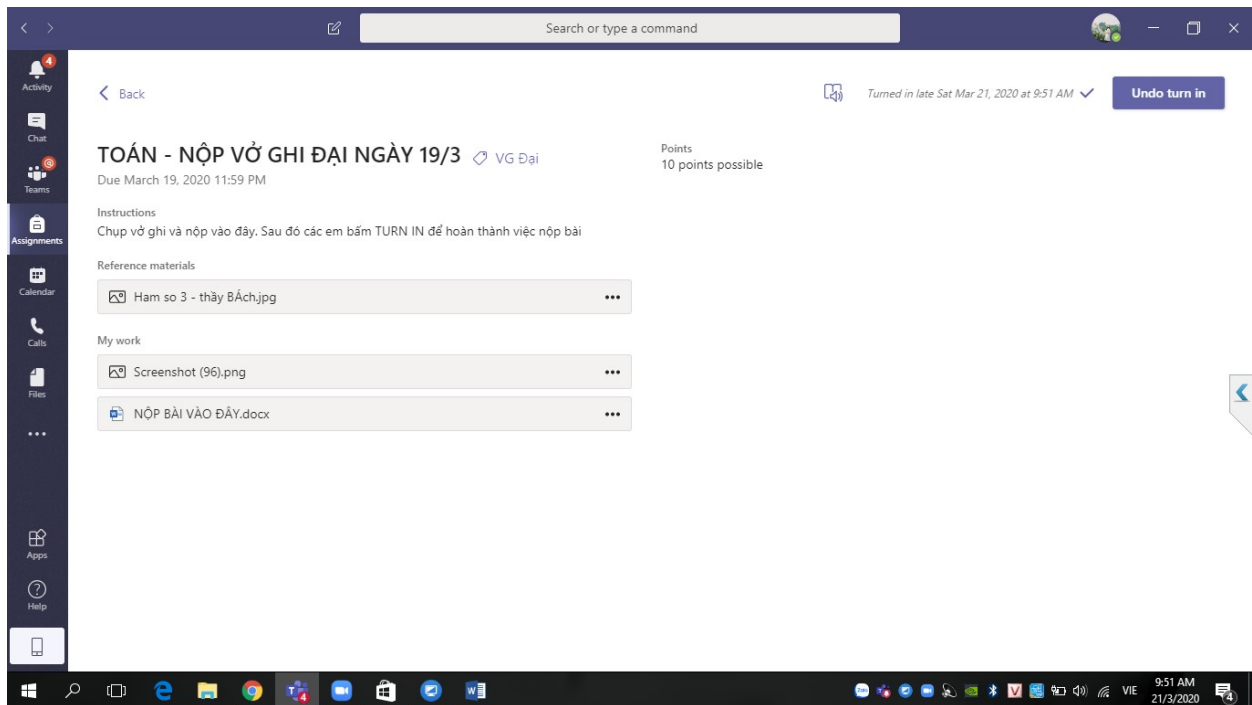 Search or type a command
4
Activity
Chat
@
Teams
Assignments
Calendar
Calls
Files
Apps
Help
Back
Turned in late Sat Mar 21, 2020 at 9:51 AM
Undo turn in
TOÁN - NỘP VỞ GHI ĐẠI NGÀY 19/3 VG Đại
Due March 19, 2020 11:59 PM
Points
10 points possible
Instructions
Chụp vở ghi và nộp vào đây. Sau đó các em bấm TURN IN để hoàn thành việc nộp bài
Reference materials
Ham so 3 - thầy BÁch.jpg
My work
Screenshot (96).png
NỘP BÀI VÀO ĐÂY.docx
4
VIE
9:51 AM
21/3/2020
4